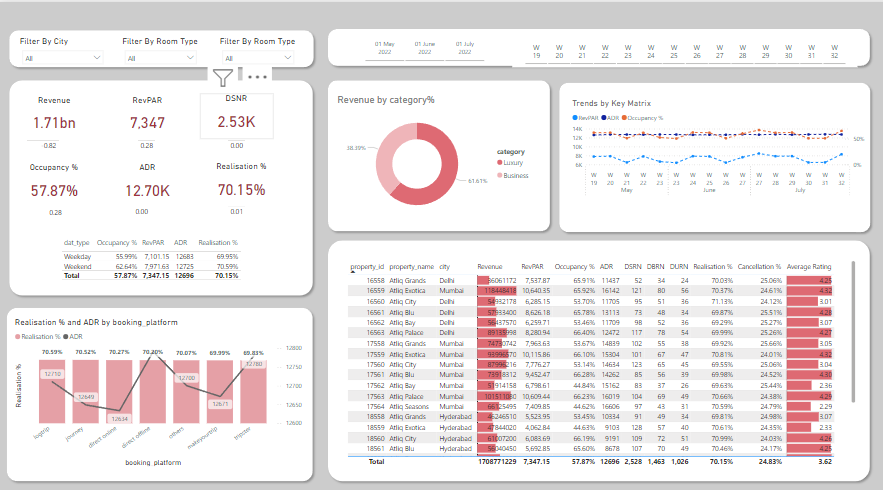 Filter By City
Filter By Room Type
Filter By Room Type
All
All
All
01 May 2022
01 June 2022
01 July 2022
W 19 W 20 W 21 W 22 W 23 W 24 W 25 W 26 W 27 W 28 W 29 W 30 W 31 W 32
Revenue
1.71bn
0.82
RevPAR
7,347
0.28
DSNR
2.53K
0.00
Occupancy %
57.87%
0.28
ADR
12.70K
0.00
Realisation %
70.15%
0.01
dat_type Occupancy % RevPAR ADR Realisation %
Weekday 55.99% 7,101.15 12683 69.95%
Weekend 62.64% 7,971.63 12725 70.59%
Total 57.87% 7,347.15 12696 70.15%
Revenue by category%
38.39%
61.61%
category
Luxury
Business
Trends by Key Matrix
RevPAR ADR Occupancy %
14K
12K
10K
8K
6K
50%
0%
W 19 W 20 W 21 W 22 W 23 W 24 W 25 W 26 W 27 W 28 W 29 W 30 W 31 W 32
May June July
Realisation % and ADR by booking_platform
Realisation % ADR
70.59% 70.52% 70.27% 70.20% 70.07% 69.99% 69.83%
12710 12649 12634 12700 12671 12760
12800
12750
12700
12650
12600
Realisation %
ADR
logtrip journey direct online direct offline others makeyourtrip tripster
booking_platform
property_id property_name city Revenue RevPAR Occupancy % ADR DSRN DBRN DURN Realisation % Cancellation % Average Rating
16558 Atliq Grands Delhi 36061172 7,537.87 65.91% 11437 52 34 24 70.03% 25.06% 4.25
16559 Atliq Exotica Mumbai 118448418 10,640.35 65.92% 16142 121 80 56 70.37% 24.61% 4.32
16560 Atliq City Delhi 54932178 6,285.15 53.70% 11705 95 51 36 71.13% 24.12% 3.01
16561 Atliq Blu Delhi 57933400 8,626.18 65.78% 13113 73 48 34 69.87% 25.51% 4.28
16562 Atliq Bay Delhi 56487570 6,259.71 53.46% 11709 98 52 36 69.29% 25.27% 3.07
16563 Atliq Palace Delhi 89135998 8,280.94 66.40% 12472 117 78 54 69.99% 25.26% 4.27
17558 Atliq Grands Mumbai 74780742 7,963.63 53.67% 14839 102 55 38 69.92% 25.66% 3.05
17559 Atliq Exotica Mumbai 93996570 10,115.86 66.10% 15304 101 67 47 70.81% 24.01% 4.32
17560 Atliq City Mumbai 87996216 7,776.27 53.14% 14634 123 65 45 69.55% 25.06% 3.04
17561 Atliq Blu Mumbai 73918312 9,452.47 66.28% 14262 85 56 39 69.98% 24.52% 4.30
17562 Atliq Bay Mumbai 51914158 6,798.61 44.84% 15162 83 37 26 69.63% 25.44% 2.36
17563 Atliq Palace Mumbai 101511080 10,609.44 66.23% 16019 104 69 48 70.66% 24.38% 4.29
17564 Atliq Seasons Mumbai 66125495 7,409.85 44.62% 16606 97 43 31 70.59% 24.79% 2.29
18558 Atliq Grands Hyderabad 46246510 5,523.95 53.45% 10334 91 49 34 69.81% 24.98% 3.07
18559 Atliq Exotica Hyderabad 47844020 4,062.84 44.63% 9103 128 57 40 70.61% 24.35% 2.33
18560 Atliq City Hyderabad 61007200 6,083.69 66.19% 9191 109 72 51 70.99% 24.03% 4.26
18561 Atliq Blu Hyderabad 56040450 5,692.85 65.60% 8678 107 70 49 70.46% 24.17% 4.25
Total 1708771229 7,347.15 57.87% 12696 2,528 1,463 1,026 70.15% 24.83% 3.62